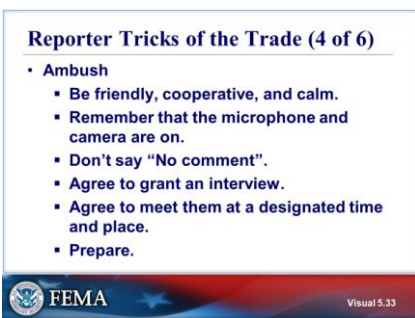 Reporter Tricks of the Trade (4 of 6)
• Ambush
▪ Be friendly, cooperative, and calm.
▪ Remember that the microphone and
camera are on.
▪ Don’t say “No comment”.
▪ Agree to grant an interview.
▪ Agree to meet them at a designated time
and place.
▪ Prepare.
FEMA
Visual 5.33